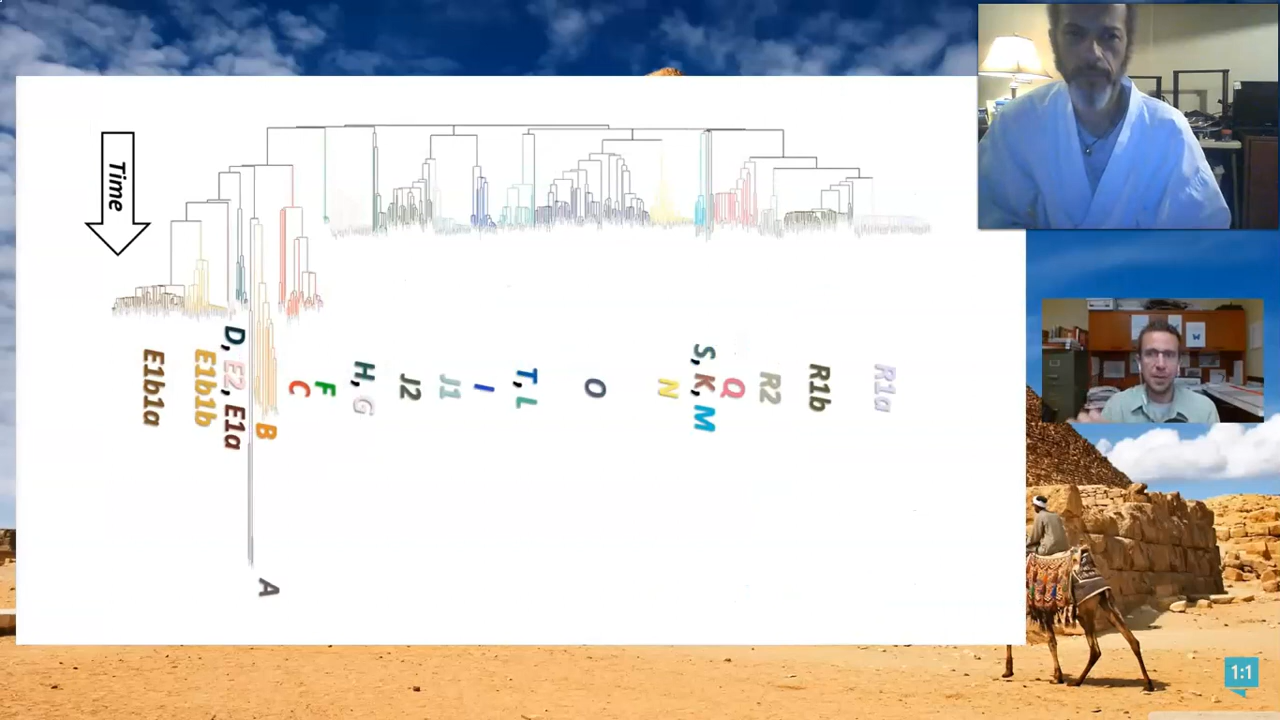 Time
E1b1a
E1b1b
D, E2, E1a
B
A
C
F
H, G
J2
J1
I
T, L
O
N
S, K, M
Q
R2
R1b
R1a
1:1